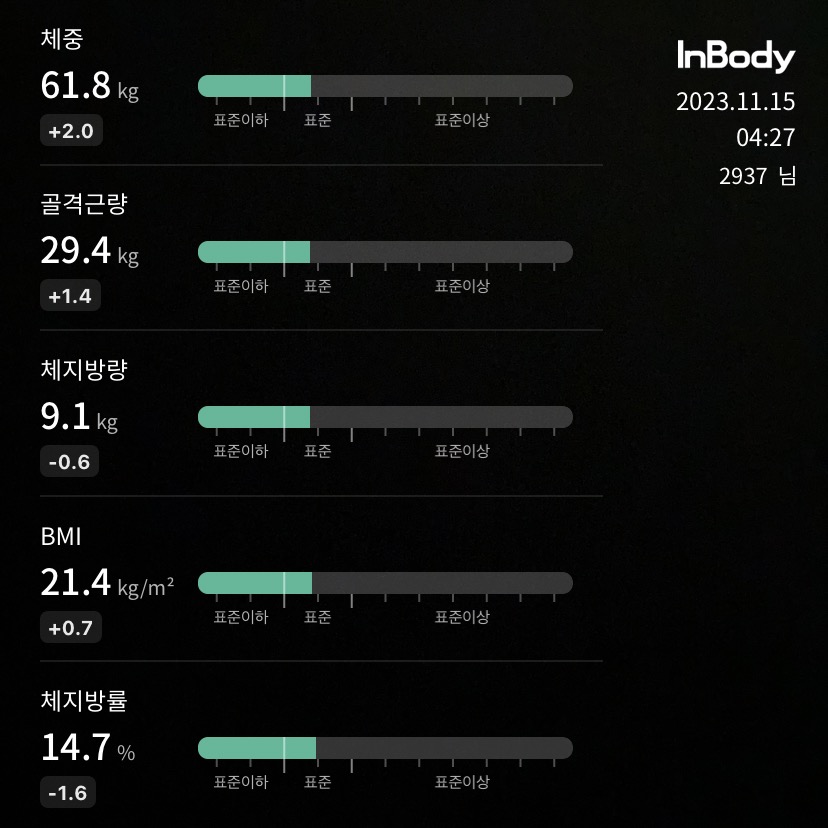 체중
61.8 kg
+2.0
표준이하 표준 표준이상
InBody
2023.11.15
04:27
2937 님
골격근량
29.4 kg
+1.4
표준이하 표준 표준이상
체지방량
9.1 kg
-0.6
표준이하 표준 표준이상
BMI
21.4 kg/m²
+0.7
표준이하 표준 표준이상
체지방률
14.7 %
-1.6
표준이하 표준 표준이상